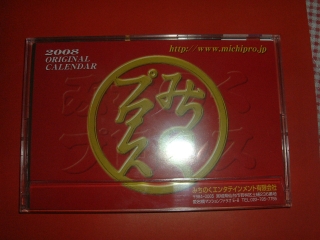 2008
ORIGINAL
CALENDAR
http://www.michipro.jp
みちのく
プロレス
みちのくエンタテインメント有限会社